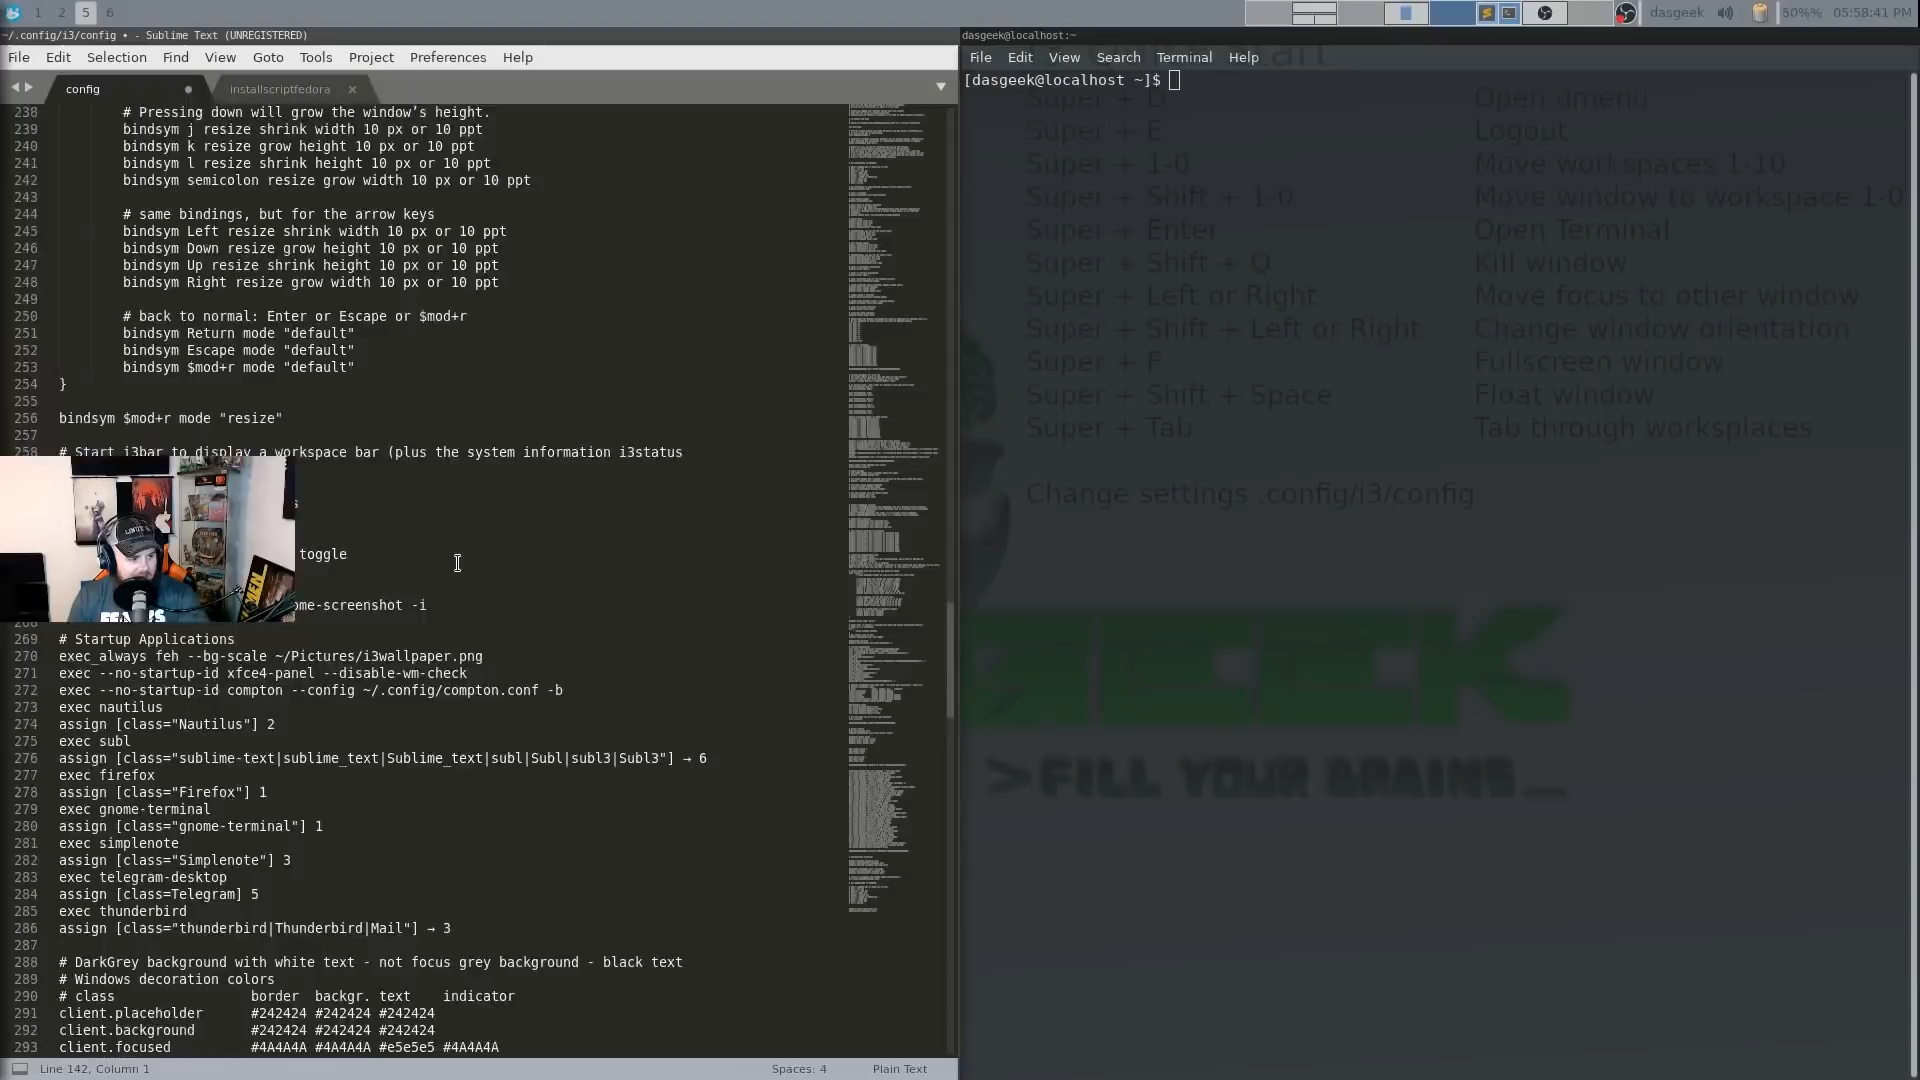 1 2 5 6
dasgeek 50%% 05:58:41 PM
~/.config/i3/config • - Sublime Text (UNREGISTERED)
File Edit Selection Find View Goto Tools Project Preferences Help
config
installscriptfedora
238 # Pressing down will grow the window’s height.
239 bindsym j resize shrink width 10 px or 10 ppt
240 bindsym k resize grow height 10 px or 10 ppt
241 bindsym l resize shrink height 10 px or 10 ppt
242 bindsym semicolon resize grow width 10 px or 10 ppt
243
244 # same bindings, but for the arrow keys
245 bindsym Left resize shrink width 10 px or 10 ppt
246 bindsym Down resize grow height 10 px or 10 ppt
247 bindsym Up resize shrink height 10 px or 10 ppt
248 bindsym Right resize grow width 10 px or 10 ppt
249
250 # back to normal: Enter or Escape or $mod+r
251 bindsym Return mode "default"
252 bindsym Escape mode "default"
253 bindsym $mod+r mode "default"
254 }
255
256 bindsym $mod+r mode "resize"
257
258 # Start i3bar to display a workspace bar (plus the system information i3status
toggle
ome-screenshot -i
269 # Startup Applications
270 exec_always feh --bg-scale ~/Pictures/i3wallpaper.png
271 exec --no-startup-id xfce4-panel --disable-wm-check
272 exec --no-startup-id compton --config ~/.config/compton.conf -b
273 exec nautilus
274 assign [class="Nautilus"] 2
275 exec subl
276 assign [class="sublime-text|sublime_text|Sublime_text|subl|Subl|subl3|Subl3"] → 6
277 exec firefox
278 assign [class="Firefox"] 1
279 exec gnome-terminal
280 assign [class="gnome-terminal"] 1
281 exec simplenote
282 assign [class="Simplenote"] 3
283 exec telegram-desktop
284 assign [class=Telegram] 5
285 exec thunderbird
286 assign [class="thunderbird|Thunderbird|Mail"] → 3
287
288 # DarkGrey background with white text - not focus grey background - black text
289 # Windows decoration colors
290 # class border backgr. text indicator
291 client.placeholder #242424 #242424 #242424
292 client.background #242424 #242424 #242424
293 client.focused #4A4A4A #4A4A4A #e5e5e5 #4A4A4A
Line 142, Column 1
Spaces: 4 Plain Text
dasgeek@localhost:~
File Edit View Search Terminal Help
[dasgeek@localhost ~]$
Super + D Open dmenu
Super + E Logout
Super + 1-0 Move workspaces 1-10
Super + Shift + 1-0 Move window to workspace 1-0
Super + Enter Open Terminal
Super + Shift + Q Kill window
Super + Left or Right Move focus to other window
Super + Shift + Left or Right Change window orientation
Super + F Fullscreen window
Super + Shift + Space Float window
Super + Tab Tab through worksplaces
Change settings .config/i3/config
GEEK
>FILL YOUR BRAINS_